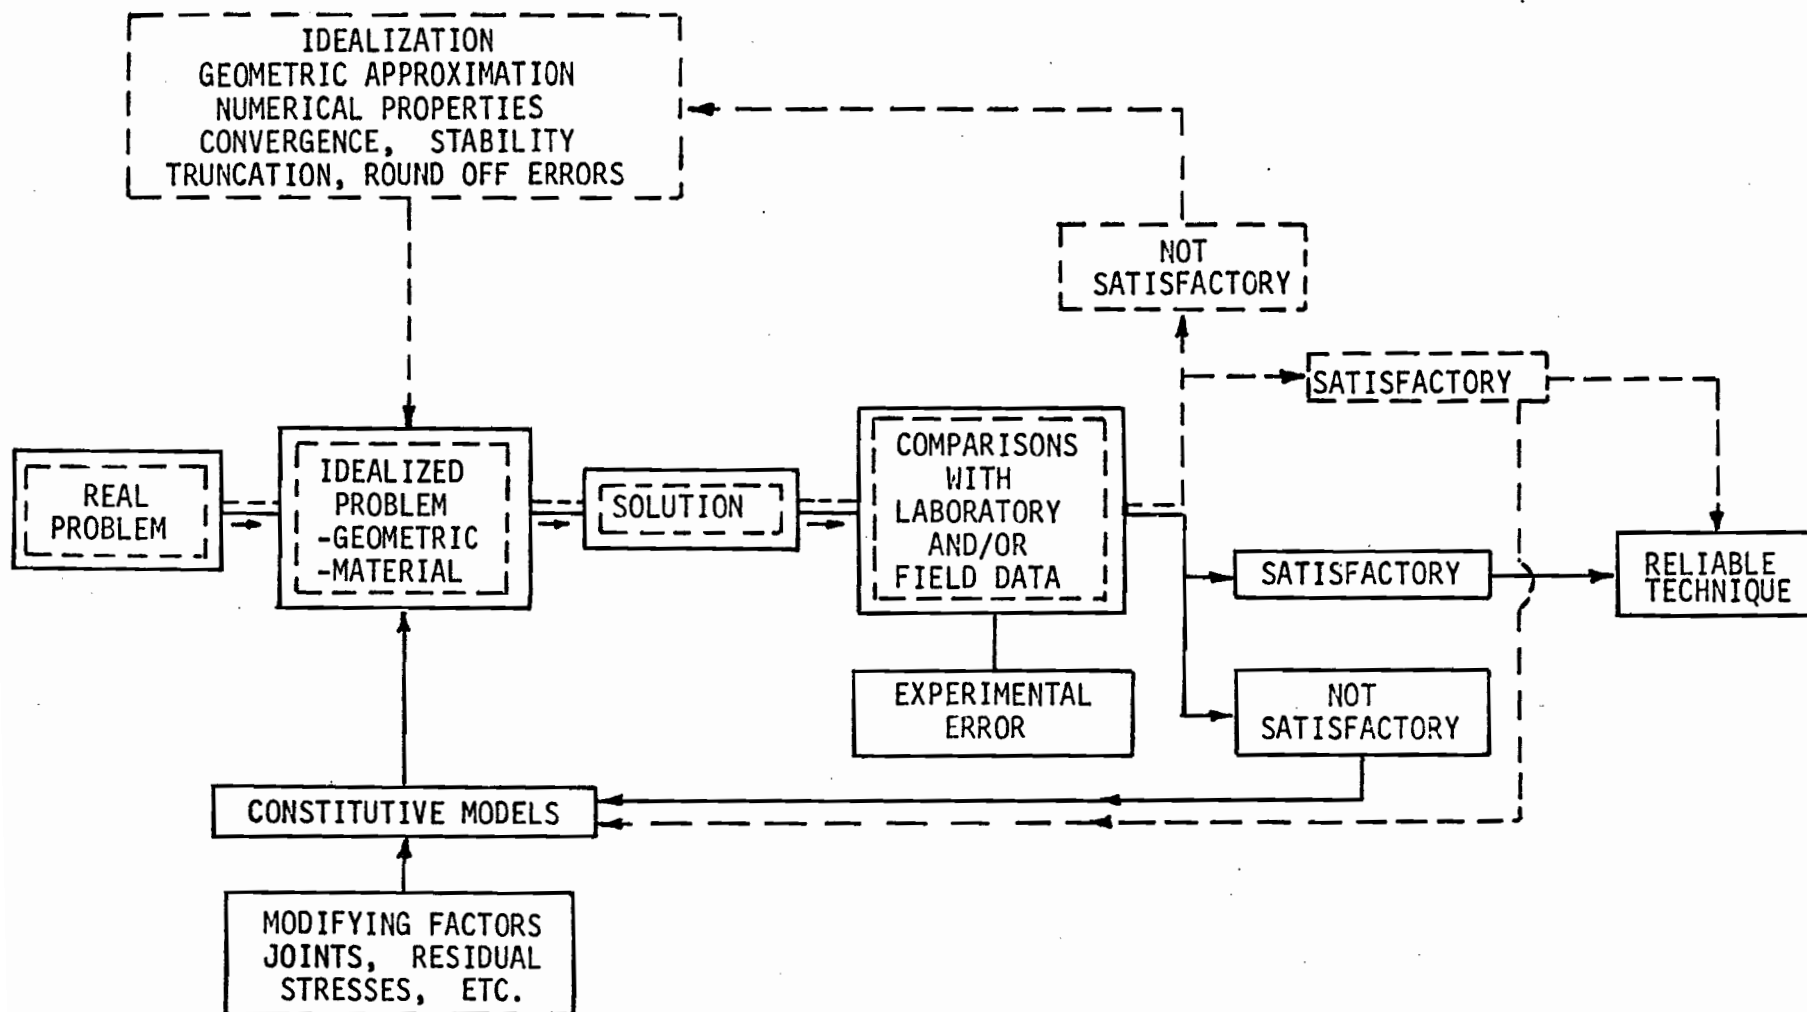 IDEALIZATION
GEOMETRIC APPROXIMATION
NUMERICAL PROPERTIES
CONVERGENCE, STABILITY
TRUNCATION, ROUND OFF ERRORS
NOT
SATISFACTORY
SATISFACTORY
REAL
PROBLEM
IDEALIZED
PROBLEM
-GEOMETRIC
-MATERIAL
SOLUTION
COMPARISONS
WITH
LABORATORY
AND/OR
FIELD DATA
SATISFACTORY
RELIABLE
TECHNIQUE
EXPERIMENTAL
ERROR
NOT
SATISFACTORY
CONSTITUTIVE MODELS
MODIFYING FACTORS
JOINTS, RESIDUAL
STRESSES, ETC.